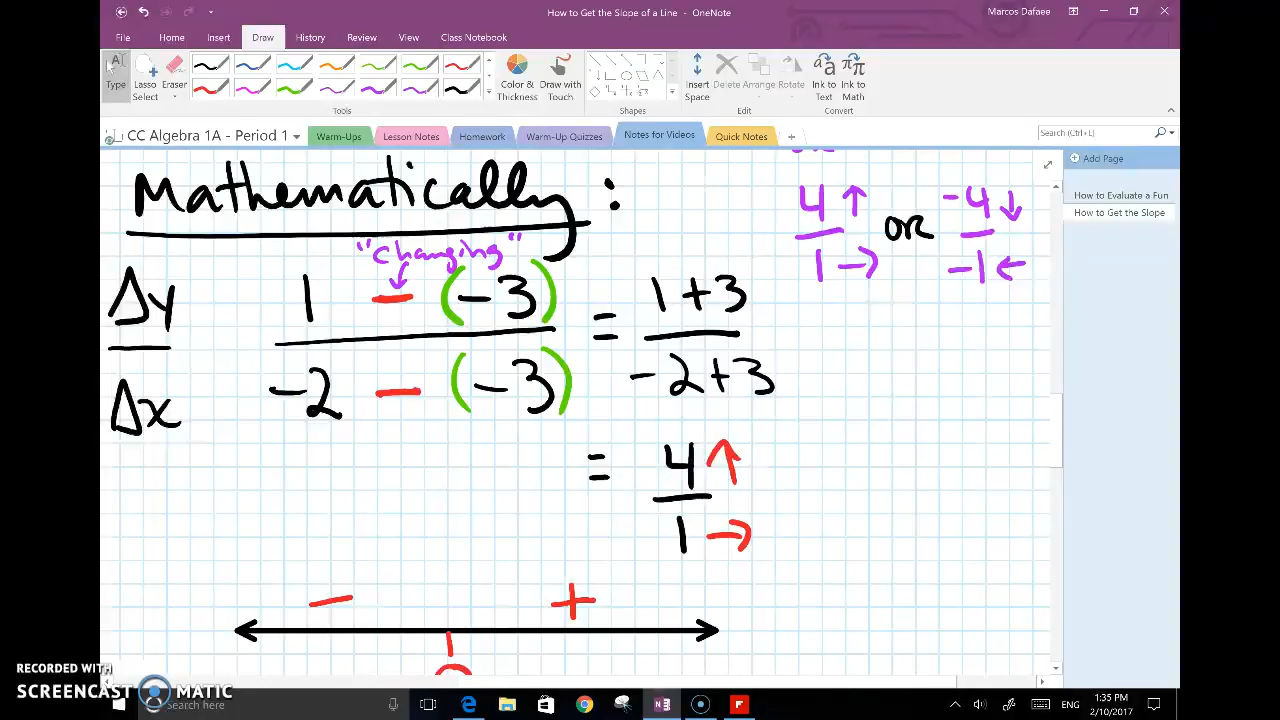 How to Get the Slope of a Line - OneNote
Marcos Dafaee
File Home Insert Draw History Review View Class Notebook
Type
Lasso Select
Eraser
Color & Thickness
Draw with Touch
Insert Space
Delete
Arrange
Rotate
Ink to Text
Ink to Math
Tools
Shapes
Edit
Convert
CC Algebra 1A - Period 1
Warm-Ups
Lesson Notes
Homework
Warm-Up Quizzes
Notes for Videos
Quick Notes
+
Search (Ctrl+E)
Add Page
How to Evaluate a Fun
How to Get the Slope
Mathematically:
4 ↑ or -4 ↓
1 → -1 ←
"changing"
Δy 1 - (-3) = 1+3
Δx -2 - (-3) -2+3
= 4 ↑
1 →
- +
RECORDED WITH
SCREENCAST MATIC
Search here
ENG
1:35 PM
2/10/2017